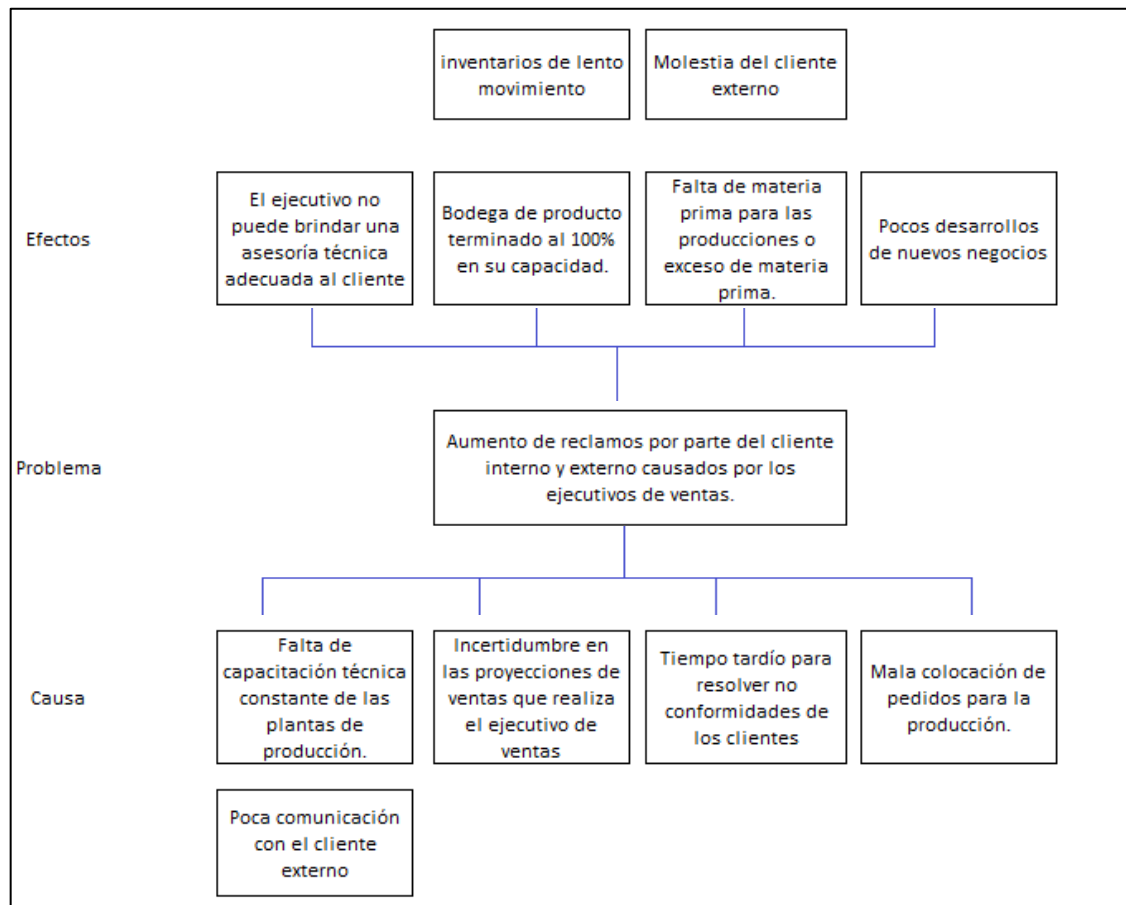 inventarios de lento
movimiento
Molestia del cliente
externo
Efectos
El ejecutivo no
puede brindar una
asesoría técnica
adecuada al cliente
Bodega de producto
terminado al 100%
en su capacidad.
Falta de materia
prima para las
producciones o
exceso de materia
prima.
Pocos desarrollos
de nuevos negocios
Problema
Aumento de reclamos por parte del cliente
interno y externo causados por los
ejecutivos de ventas.
Causa
Falta de
capacitación técnica
constante de las
plantas de
producción.
Incertidumbre en
las proyecciones de
ventas que realiza
el ejecutivo de
ventas
Tiempo tardío para
resolver no
conformidades de
los clientes
Mala colocación de
pedidos para la
producción.
Poca comunicación
con el cliente
externo